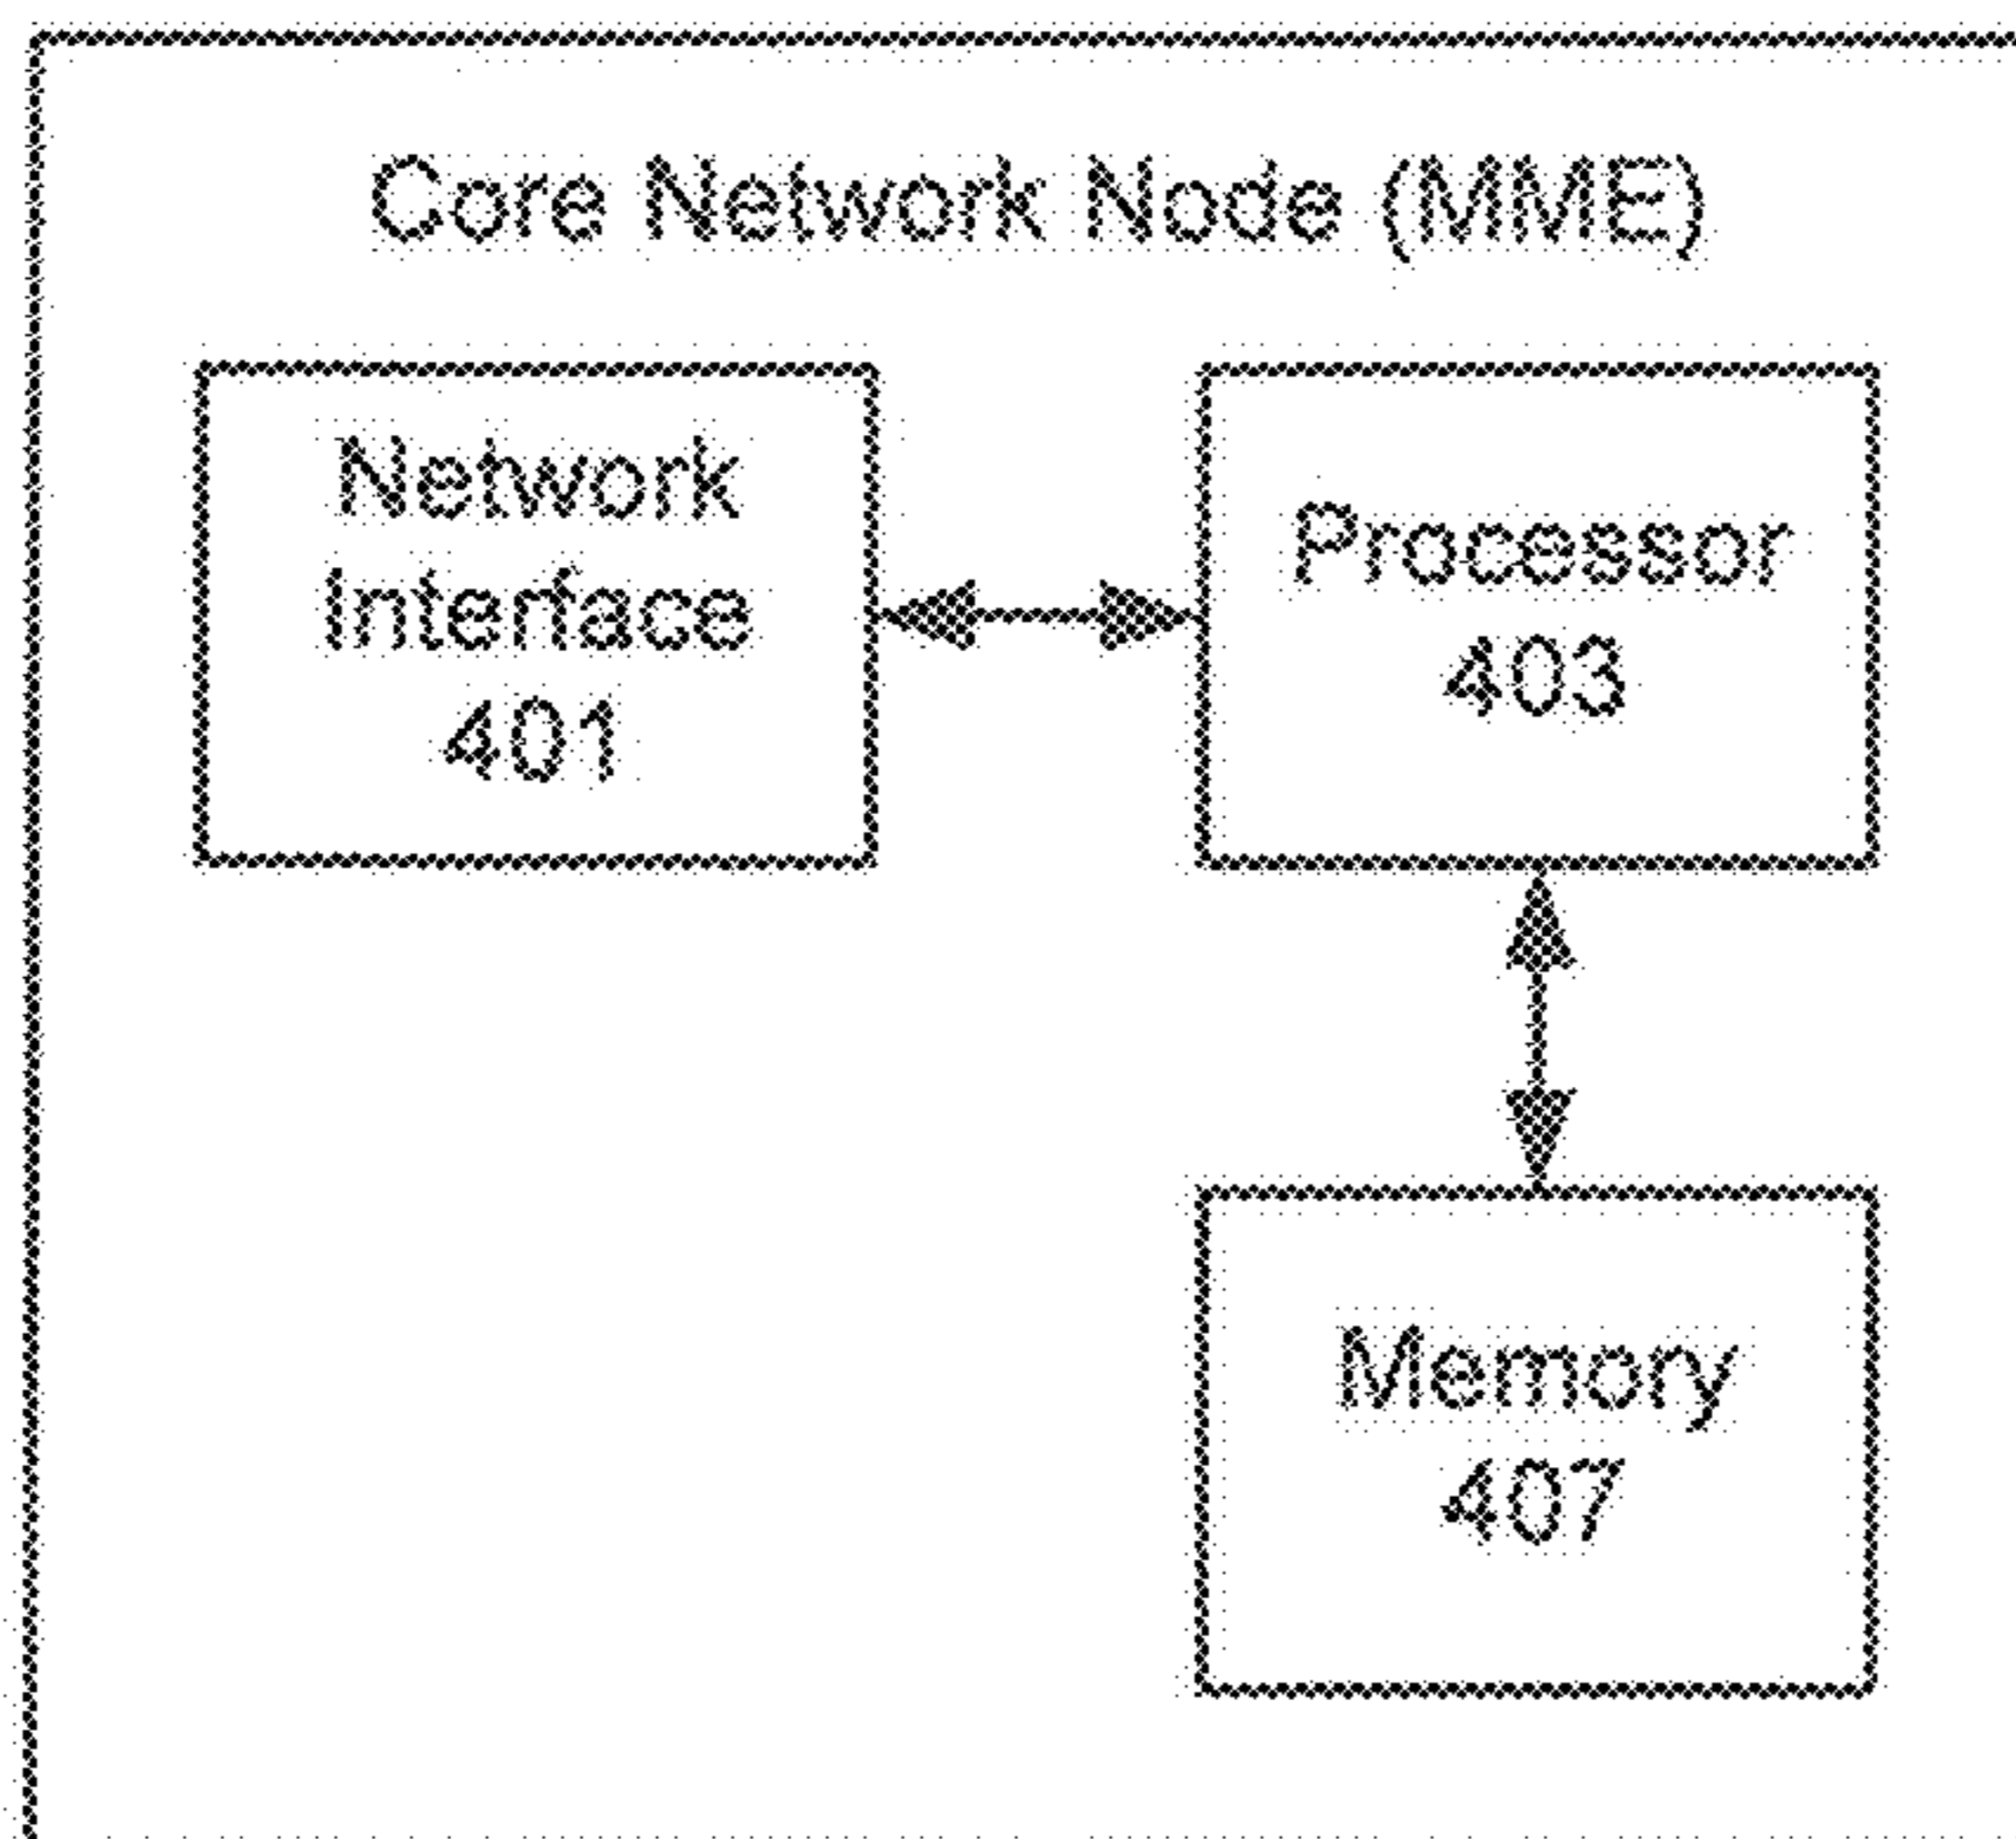 Core Network Node (MME)
Network
Interface
401
Processor
403
Memory
407